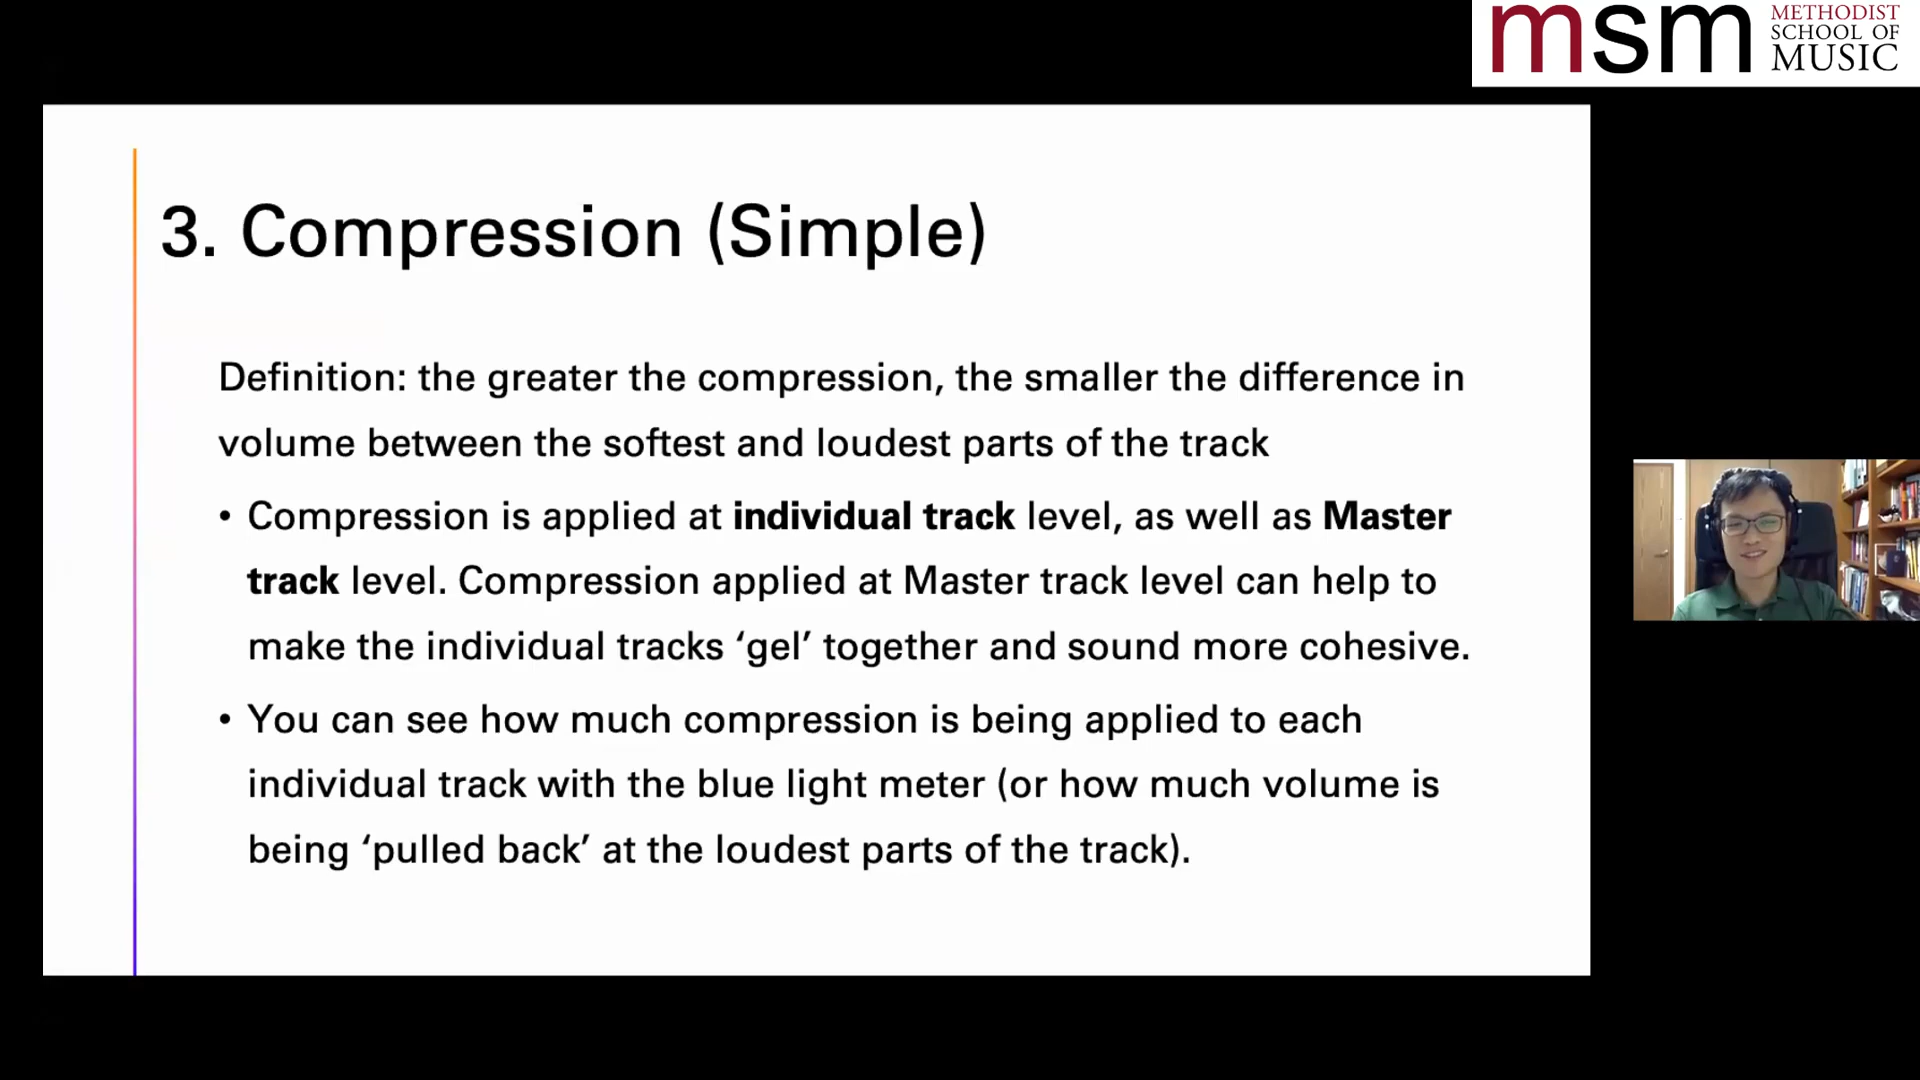 msm METHODIST
SCHOOL OF
MUSIC
3. Compression (Simple)
Definition: the greater the compression, the smaller the difference in
volume between the softest and loudest parts of the track
• Compression is applied at individual track level, as well as Master
track level. Compression applied at Master track level can help to
make the individual tracks ‘gel’ together and sound more cohesive.
• You can see how much compression is being applied to each
individual track with the blue light meter (or how much volume is
being ‘pulled back’ at the loudest parts of the track).